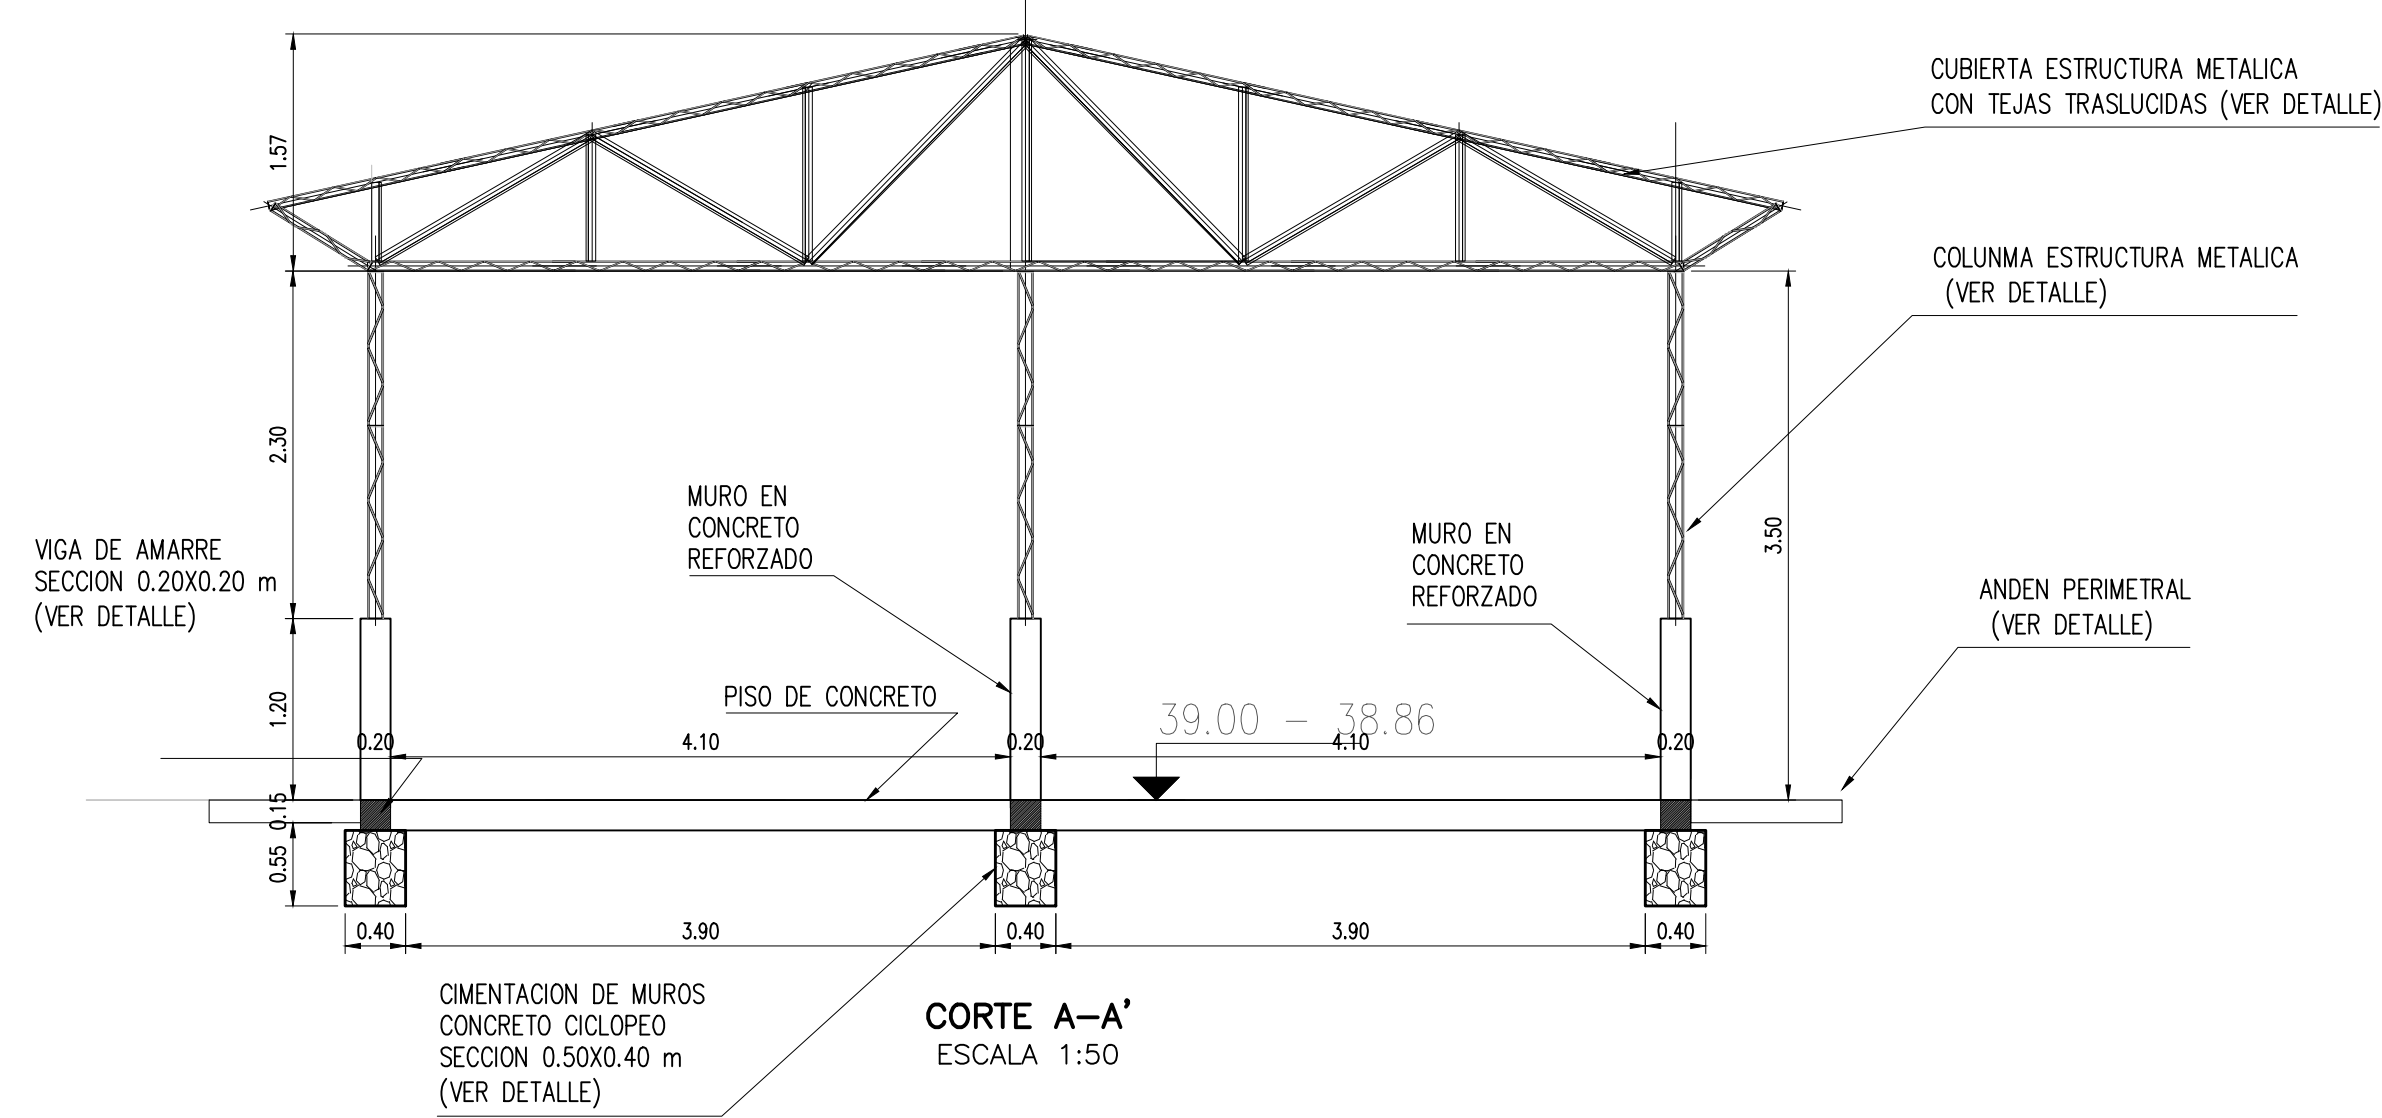 CUBIERTA ESTRUCTURA METALICA
CON TEJAS TRASLUCIDAS (VER DETALLE)
1.57
COLUNMA ESTRUCTURA METALICA
(VER DETALLE)
2.30
3.50
MURO EN
CONCRETO
REFORZADO
MURO EN
CONCRETO
REFORZADO
VIGA DE AMARRE
SECCION 0.20X0.20 m
(VER DETALLE)
ANDEN PERIMETRAL
(VER DETALLE)
1.20
PISO DE CONCRETO
39.00 - 38.86
0.20
4.10
0.20
4.10
0.20
0.15
0.55
0.40
3.90
0.40
3.90
0.40
CIMENTACION DE MUROS
CONCRETO CICLOPEO
SECCION 0.50X0.40 m
(VER DETALLE)
CORTE A-A'
ESCALA 1:50